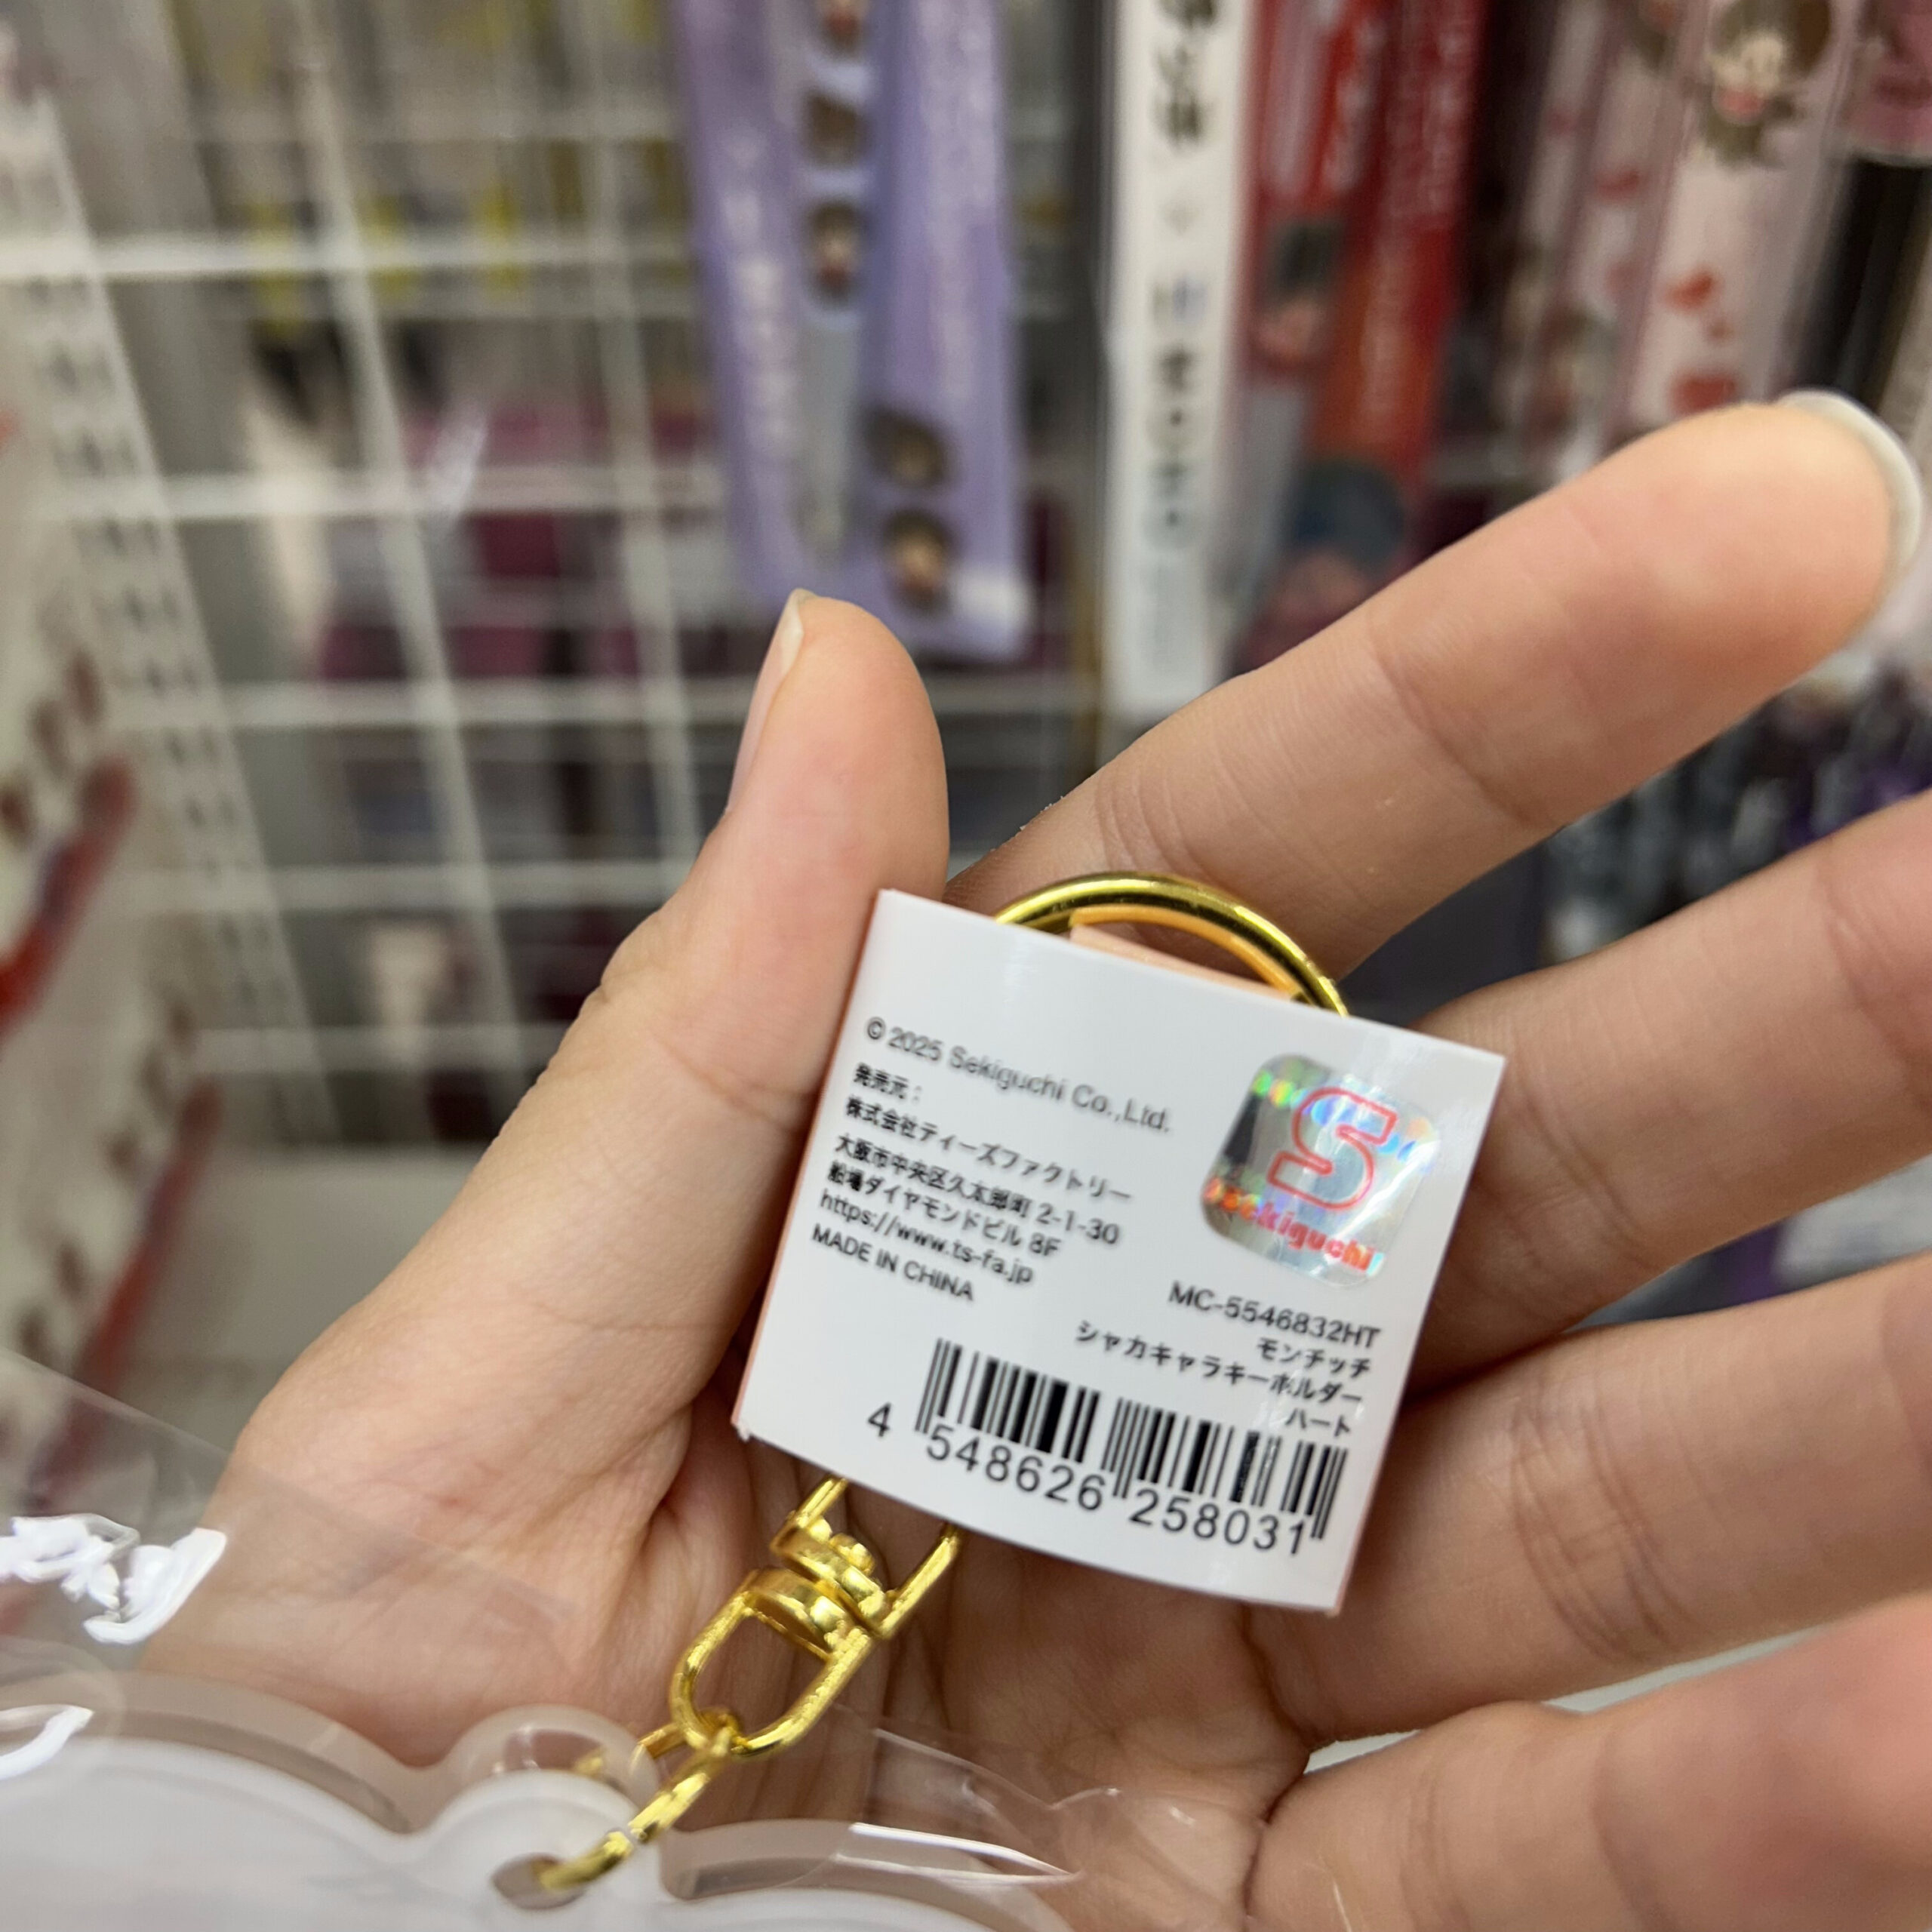 © 2025 Sekiguchi Co.,Ltd.
発売元：
株式会社ティーズファクトリー
大阪市中央区久太郎町 2-1-30
船場ダイヤモンドビル 8F
https://www.ts-fa.jp
MADE IN CHINA
S
Sekiguchi
MC-5546832HT
モンチッチ
シャカキャラキーホルダー
ハート
4 548626 258031